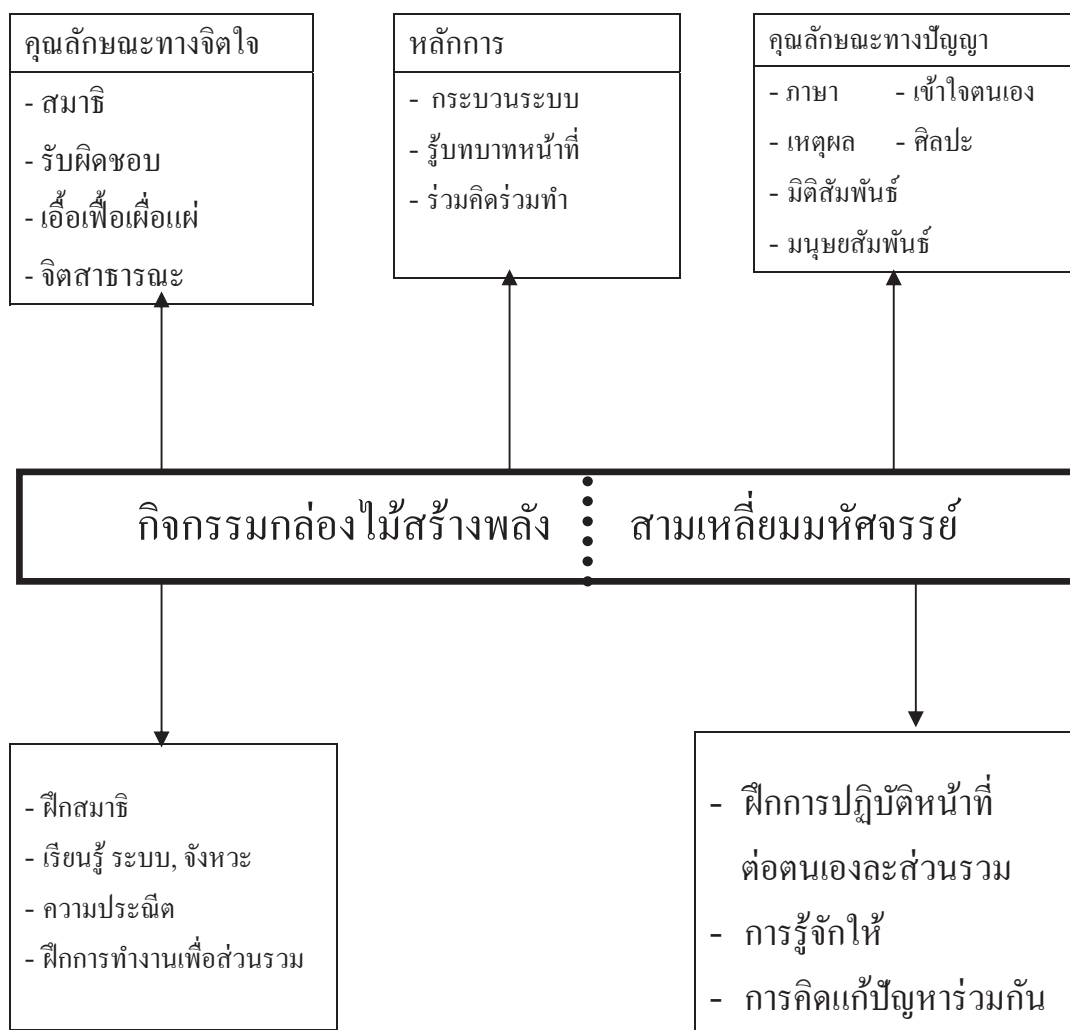 คุณลักษณะทางจิตใจ
- สมาธิ
- รับผิดชอบ
- เอื้อเฟื้อเผื่อแผ่
- จิตสาธารณะ
หลักการ
- กระบวนระบบ
- รู้บทบาทหน้าที่
- ร่วมคิดร่วมทำ
คุณลักษณะทางปัญญา
- ภาษา - เข้าใจตนเอง
- เหตุผล - ศิลปะ
- มิติสัมพันธ์
- มนุษยสัมพันธ์
กิจกรรมกล่องไม้สร้างพลัง สามเหลี่ยมมหัศจรรย์
- ฝึกสมาธิ
- เรียนรู้ ระบบ, จังหวะ
- ความประณีต
- ฝึกการทำงานเพื่อส่วนรวม
- ฝึกการปฏิบัติหน้าที่
ต่อตนเองละส่วนรวม
- การรู้จักให้
- การคิดแก้ปัญหาร่วมกัน